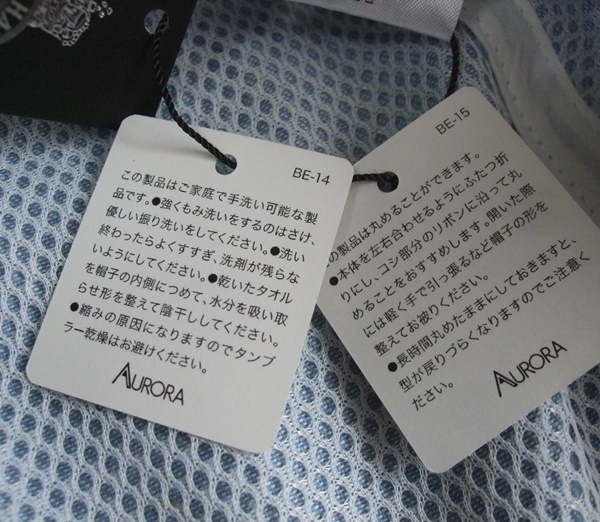 HA
BE-14
この製品はご家庭で手洗い可能な製
品です。●強くもみ洗いをするのはさけ、
優しい振り洗いをしてください。●洗い
終わったらよくすすぎ、洗剤が残らな
いようにしてください。●乾いたタオル
を帽子の内側につめて、水分を吸い取
らせ形を整えて陰干ししてください。
●縮みの原因になりますのでタンブ
ラー乾燥はお避けください。
AURORA
BE-15
の製品は丸めることができます。
●本体を左右合わせるようにふたつ折
りにし、コシ部分のリボンに沿って丸
めることをおすすめします。開いた際
には軽く手で引っ張るなど帽子の形を
整えてお被りください。
●長時間丸めたままにしておきますと、
型が戻りづらくなりますのでご注意く
ださい。
AURORA